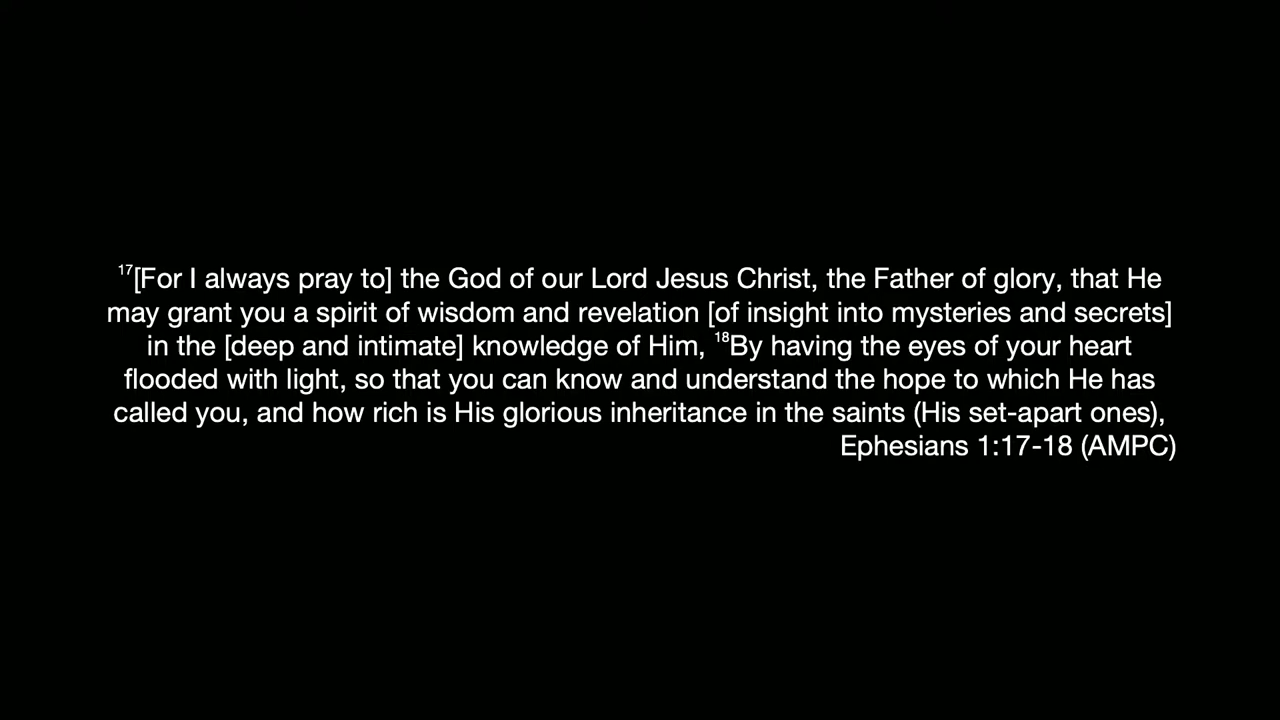 ¹⁷[For I always pray to] the God of our Lord Jesus Christ, the Father of glory, that He
may grant you a spirit of wisdom and revelation [of insight into mysteries and secrets]
in the [deep and intimate] knowledge of Him, ¹⁸By having the eyes of your heart
flooded with light, so that you can know and understand the hope to which He has
called you, and how rich is His glorious inheritance in the saints (His set-apart ones),
Ephesians 1:17-18 (AMPC)